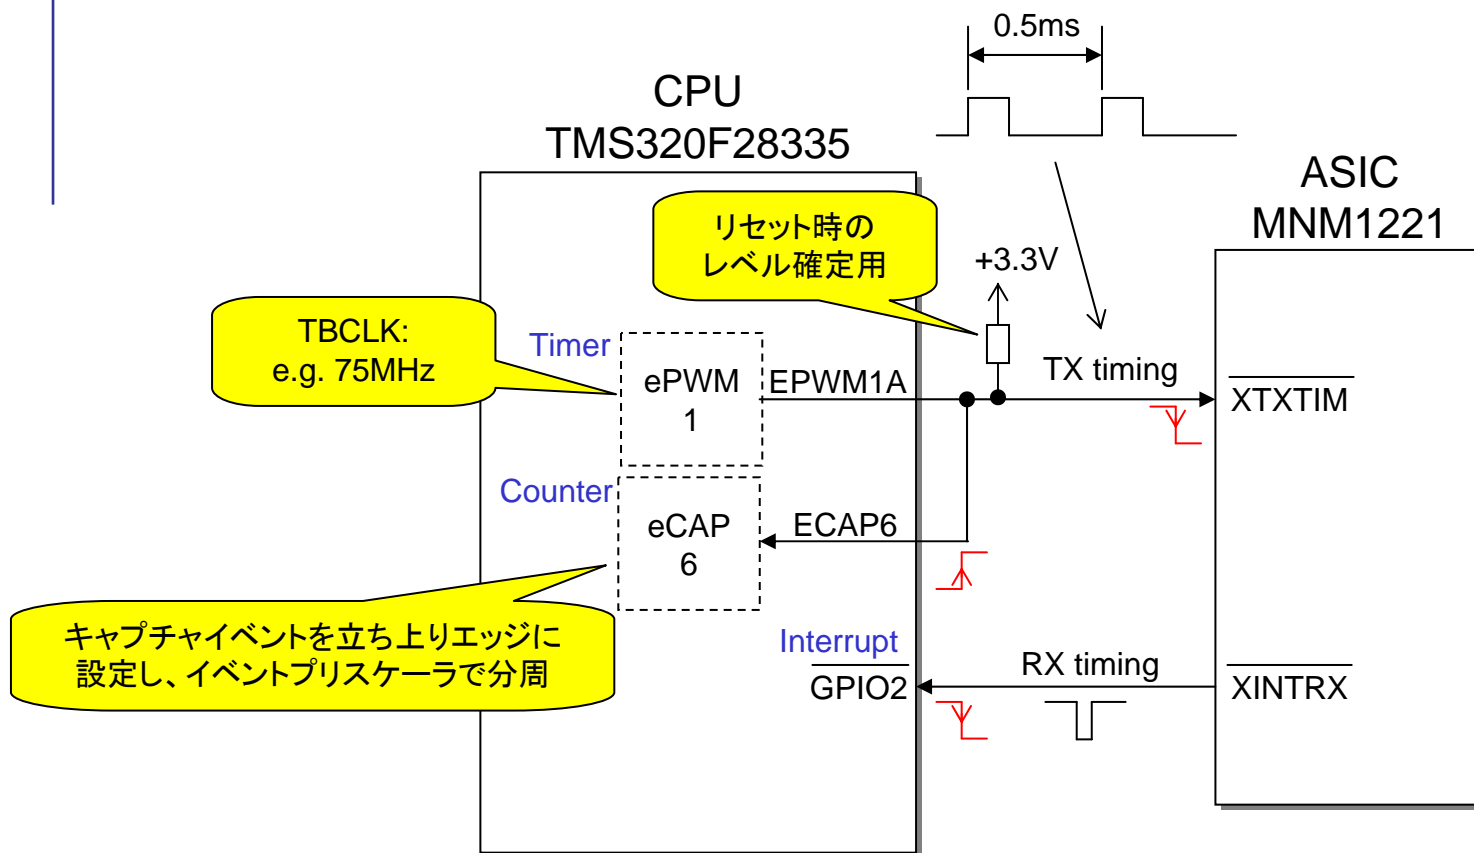 0.5ms
CPU
TMS320F28335
ASIC
MNM1221
リセット時の
レベル確定用
+3.3V
TBCLK:
e.g. 75MHz
Timer
ePWM
1
EPWM1A
TX timing
XTXTIM
Counter
eCAP
6
ECAP6
キャプチャイベントを立ち上りエッジに
設定し、イベントプリスケーラで分周
Interrupt
GPIO2
RX timing
XINTRX